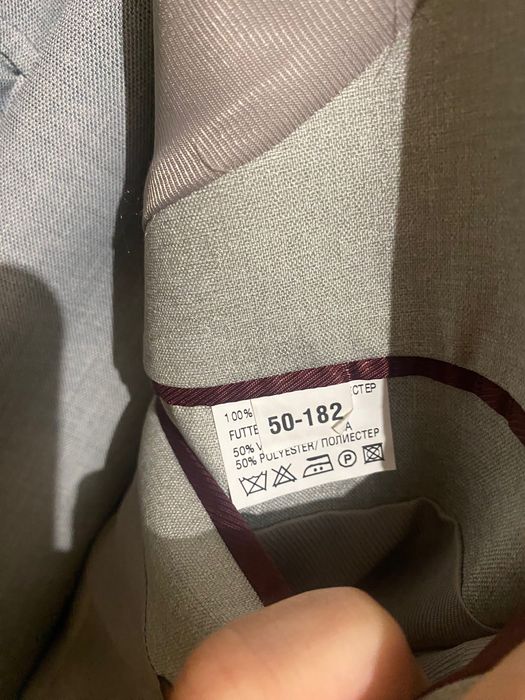 100% СТЕР
FUTTE
50-182
50% V А
50% POLYESTER/ ПОЛИЕСТЕР
P